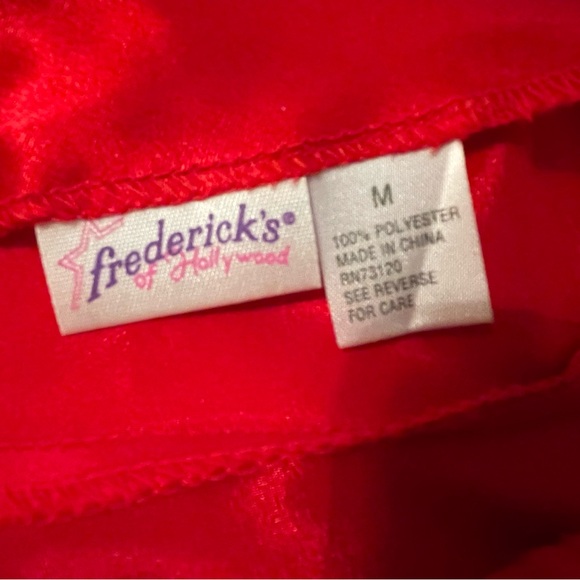 frederick's®
of Hollywood
M
100% POLYESTER
MADE IN CHINA
RN73120
SEE REVERSE
FOR CARE